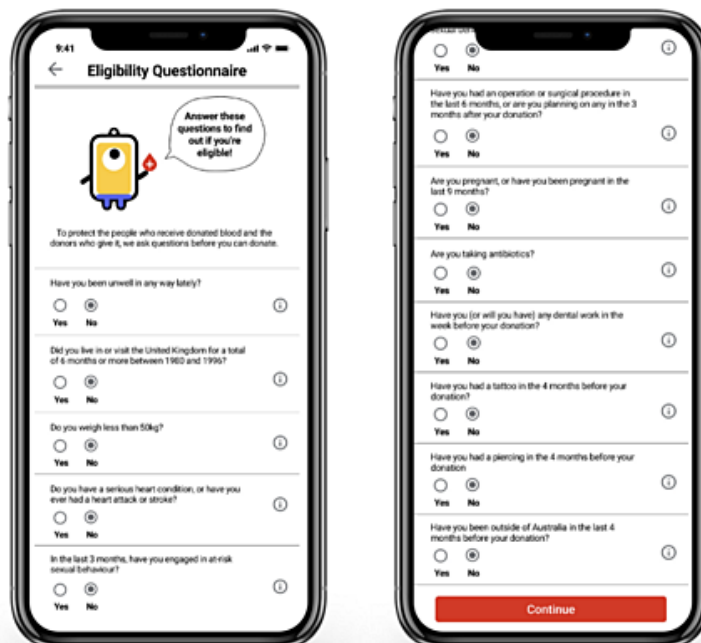 9:41
Eligibility Questionnaire
Answer these
questions to find
out if you're
eligible!
To protect the people who receive donated blood and the
donors who give it, we ask questions before you can donate.
Have you been unwell in any way lately?
Yes No
Did you live in or visit the United Kingdom for a total
of 6 months or more between 1980 and 1996?
Yes No
Do you weigh less than 50kg?
Yes No
Do you have a serious heart condition, or have you
ever had a heart attack or stroke?
Yes No
In the last 3 months, have you engaged in at-risk
sexual behaviour?
Yes No
Yes No
Have you had an operation or surgical procedure in
the last 6 months, or are you planning on any in the 3
months after your donation?
Yes No
Are you pregnant, or have you been pregnant in the
last 9 months?
Yes No
Are you taking antibiotics?
Yes No
Have you (or will you have) any dental work in the
week before your donation?
Yes No
Have you had a tattoo in the 4 months before your
donation?
Yes No
Have you had a piercing in the 4 months before your
donation
Yes No
Have you been outside of Australia in the last 4
months before your donation?
Yes No
Continue